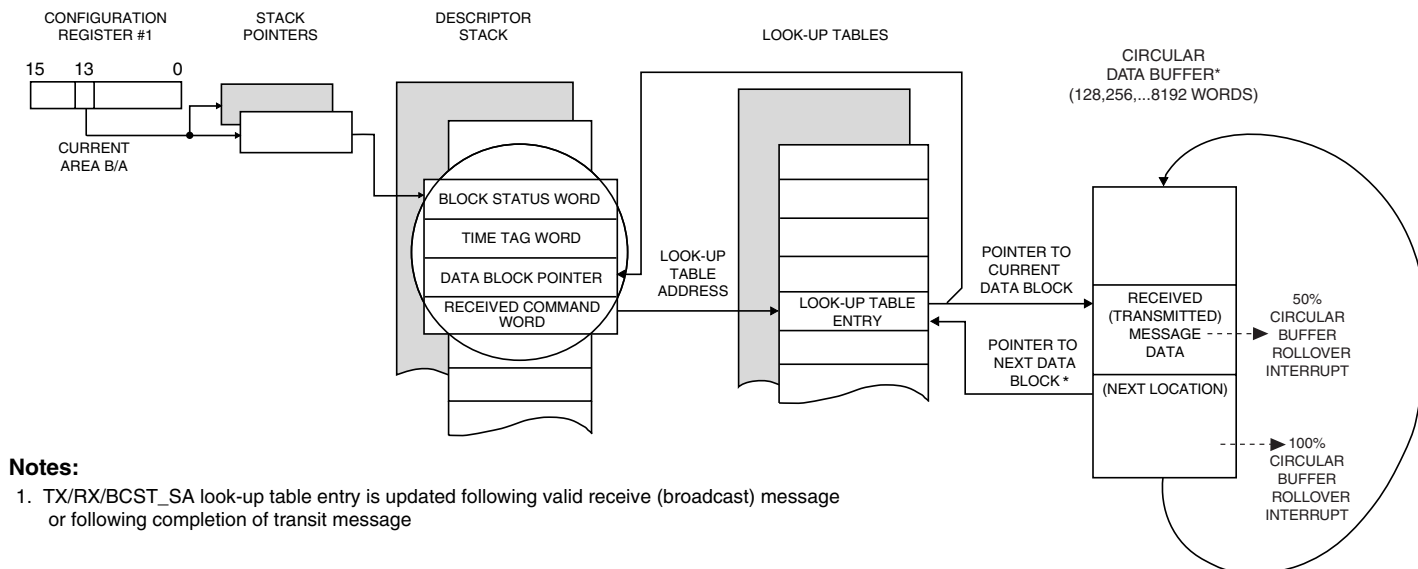 CONFIGURATION
REGISTER #1
15 13 0
CURRENT
AREA B/A
STACK
POINTERS
DESCRIPTOR
STACK
BLOCK STATUS WORD
TIME TAG WORD
DATA BLOCK POINTER
RECEIVED COMMAND
WORD
LOOK-UP
TABLE
ADDRESS
LOOK-UP TABLES
LOOK-UP TABLE
ENTRY
POINTER TO
CURRENT
DATA BLOCK
POINTER TO
NEXT DATA
BLOCK *
CIRCULAR
DATA BUFFER*
(128,256,...8192 WORDS)
RECEIVED
(TRANSMITTED)
MESSAGE
DATA
(NEXT LOCATION)
50%
CIRCULAR
BUFFER
ROLLOVER
INTERRUPT
100%
CIRCULAR
BUFFER
ROLLOVER
INTERRUPT
Notes:
1. TX/RX/BCST_SA look-up table entry is updated following valid receive (broadcast) message
or following completion of transit message